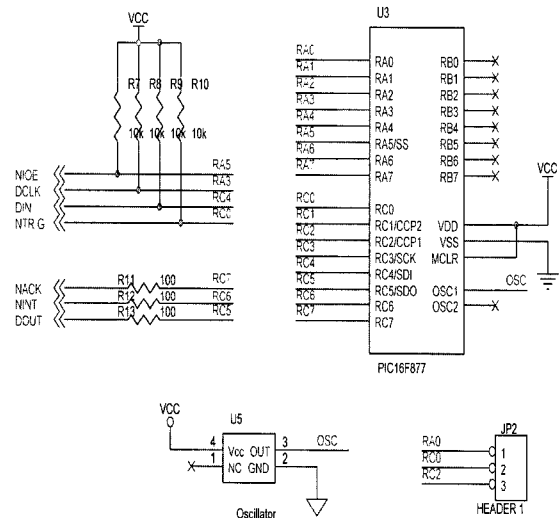 VCC
R7 R8 R9 R10
10k 10k 10k 10k
NIOE RA5
DCLK RA3
DIN RC4
NTRG RC0
NACK R11 100 RC7
NINT R12 100 RC6
DOUT R13 100 RC5
U3
RA0 RA0 RB0
RA1 RA1 RB1
RA2 RA2 RB2
RA3 RA3 RB3
RA4 RA4 RB4
RA5 RA5/SS RB5
RA6 RA6 RB6
RA7 RA7 RB7
VCC
RC0 RC0
RC1 RC1/CCP2 VDD
RC2 RC2/CCP1 VSS
RC3 RC3/SCK MCLR
RC4 RC4/SDI
RC5 RC5/SDO OSC1 OSC
RC6 RC6 OSC2
RC7 RC7
PIC16F877
VCC
U5
4 Vcc OUT 3 OSC
1 NC GND 2
Oscillator
JP2
RA0 1
RC0 2
RC2 3
HEADER 1